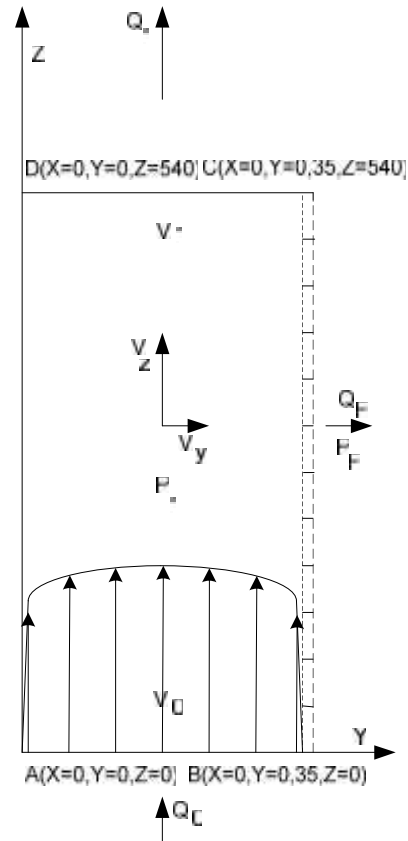 Q
Z
D(X=0,Y=0,Z=540) C(X=0,Y=0,35,Z=540)
V
V
Z
V y
Q F
P F
P
V 0
Y
A(X=0,Y=0,Z=0) B(X=0,Y=0,35,Z=0)
Q